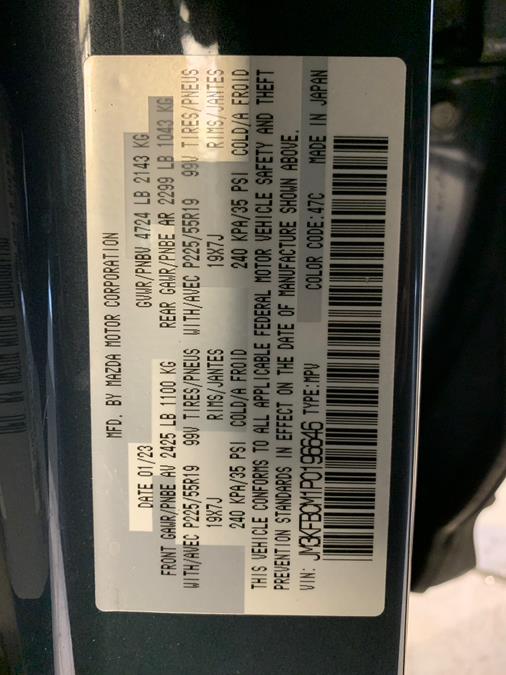 MFD. BY MAZDA MOTOR CORPORATION
DATE 01/23 GVWR/PNBV 4724 LB 2143 KG
FRONT GAWR/PNBE AV 2425 LB 1100 KG REAR GAWR/PNBE AR 2299 LB 1043 KG
WITH/AVEC P225/55R19 99V TIRES/PNEUS WITH/AVEC P225/55R19 99V TIRES/PNEUS
19X7J RIMS/JANTES 19X7J RIMS/JANTES
240 KPA/35 PSI COLD/A FROID 240 KPA/35 PSI COLD/A FROID
THIS VEHICLE CONFORMS TO ALL APPLICABLE FEDERAL MOTOR VEHICLE SAFETY AND THEFT
PREVENTION STANDARDS IN EFFECT ON THE DATE OF MANUFACTURE SHOWN ABOVE.
VIN: JM3KFBCM1P0196346 TYPE:MPV COLOR CODE:47C MADE IN JAPAN